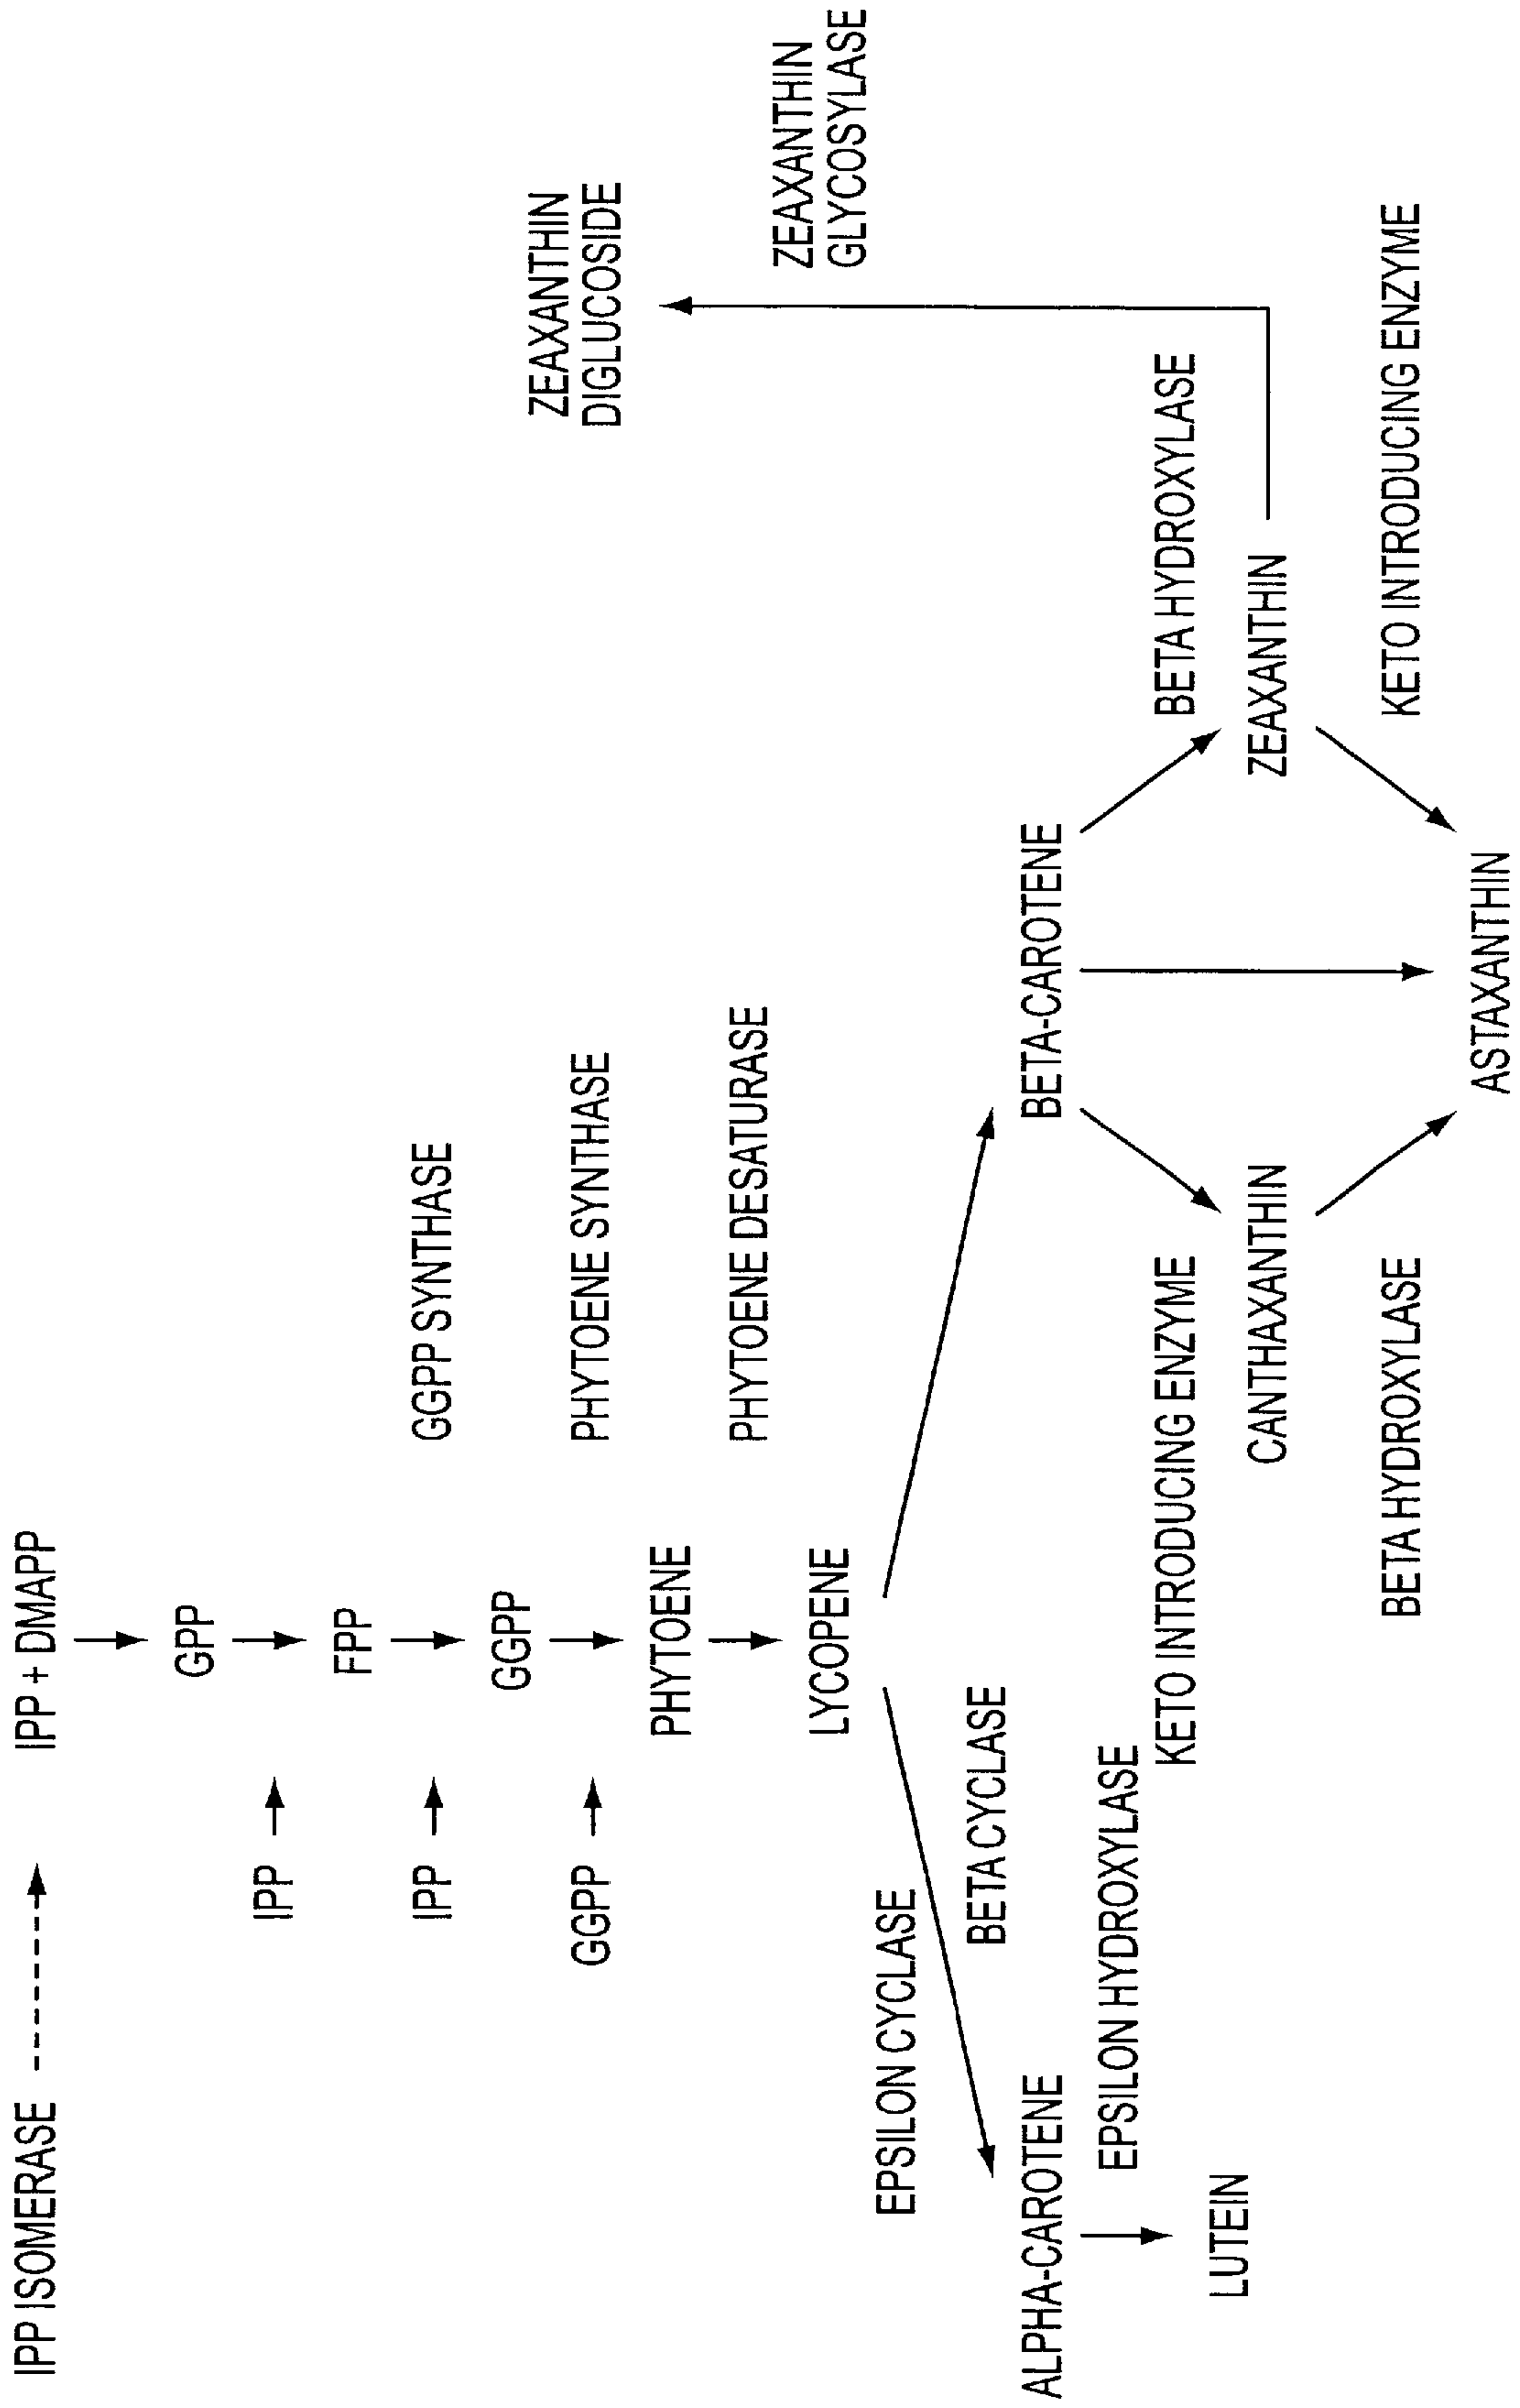 IPP ISOMERASE
IPP + DMAPP
GPP
IPP
FPP
IPP
GGPP SYNTHASE
GGPP
GGPP
PHYTOENE SYNTHASE
PHYTOENE
PHYTOENE DESATURASE
LYCOPENE
ZEAXANTHIN
DIGLUCOSIDE
ZEAXANTHIN
GLYCOSYLASE
EPSILON CYCLASE
BETA CYCLASE
ALPHA-CAROTENE
BETA-CAROTENE
EPSILON HYDROXYLASE
KETO INTRODUCING ENZYME
BETA HYDROXYLASE
LUTEIN
CANTHAXANTHIN
ZEAXANTHIN
BETA HYDROXYLASE
KETO INTRODUCING ENZYME
ASTAXANTHIN